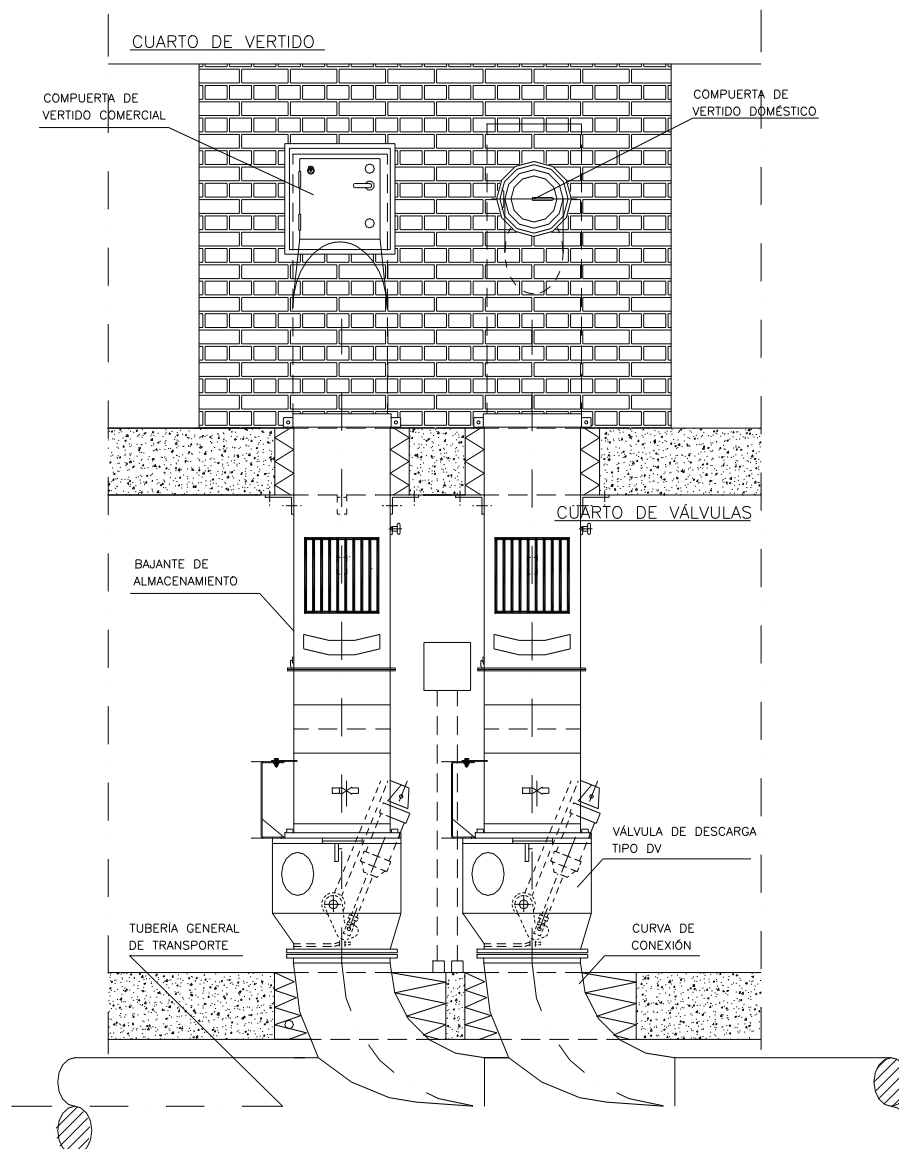 CUARTO DE VERTIDO
COMPUERTA DE
VERTIDO COMERCIAL
COMPUERTA DE
VERTIDO DOMÉSTICO
CUARTO DE VÁLVULAS
BAJANTE DE
ALMACENAMIENTO
VÁLVULA DE DESCARGA
TIPO DV
TUBERÍA GENERAL
DE TRANSPORTE
CURVA DE
CONEXIÓN